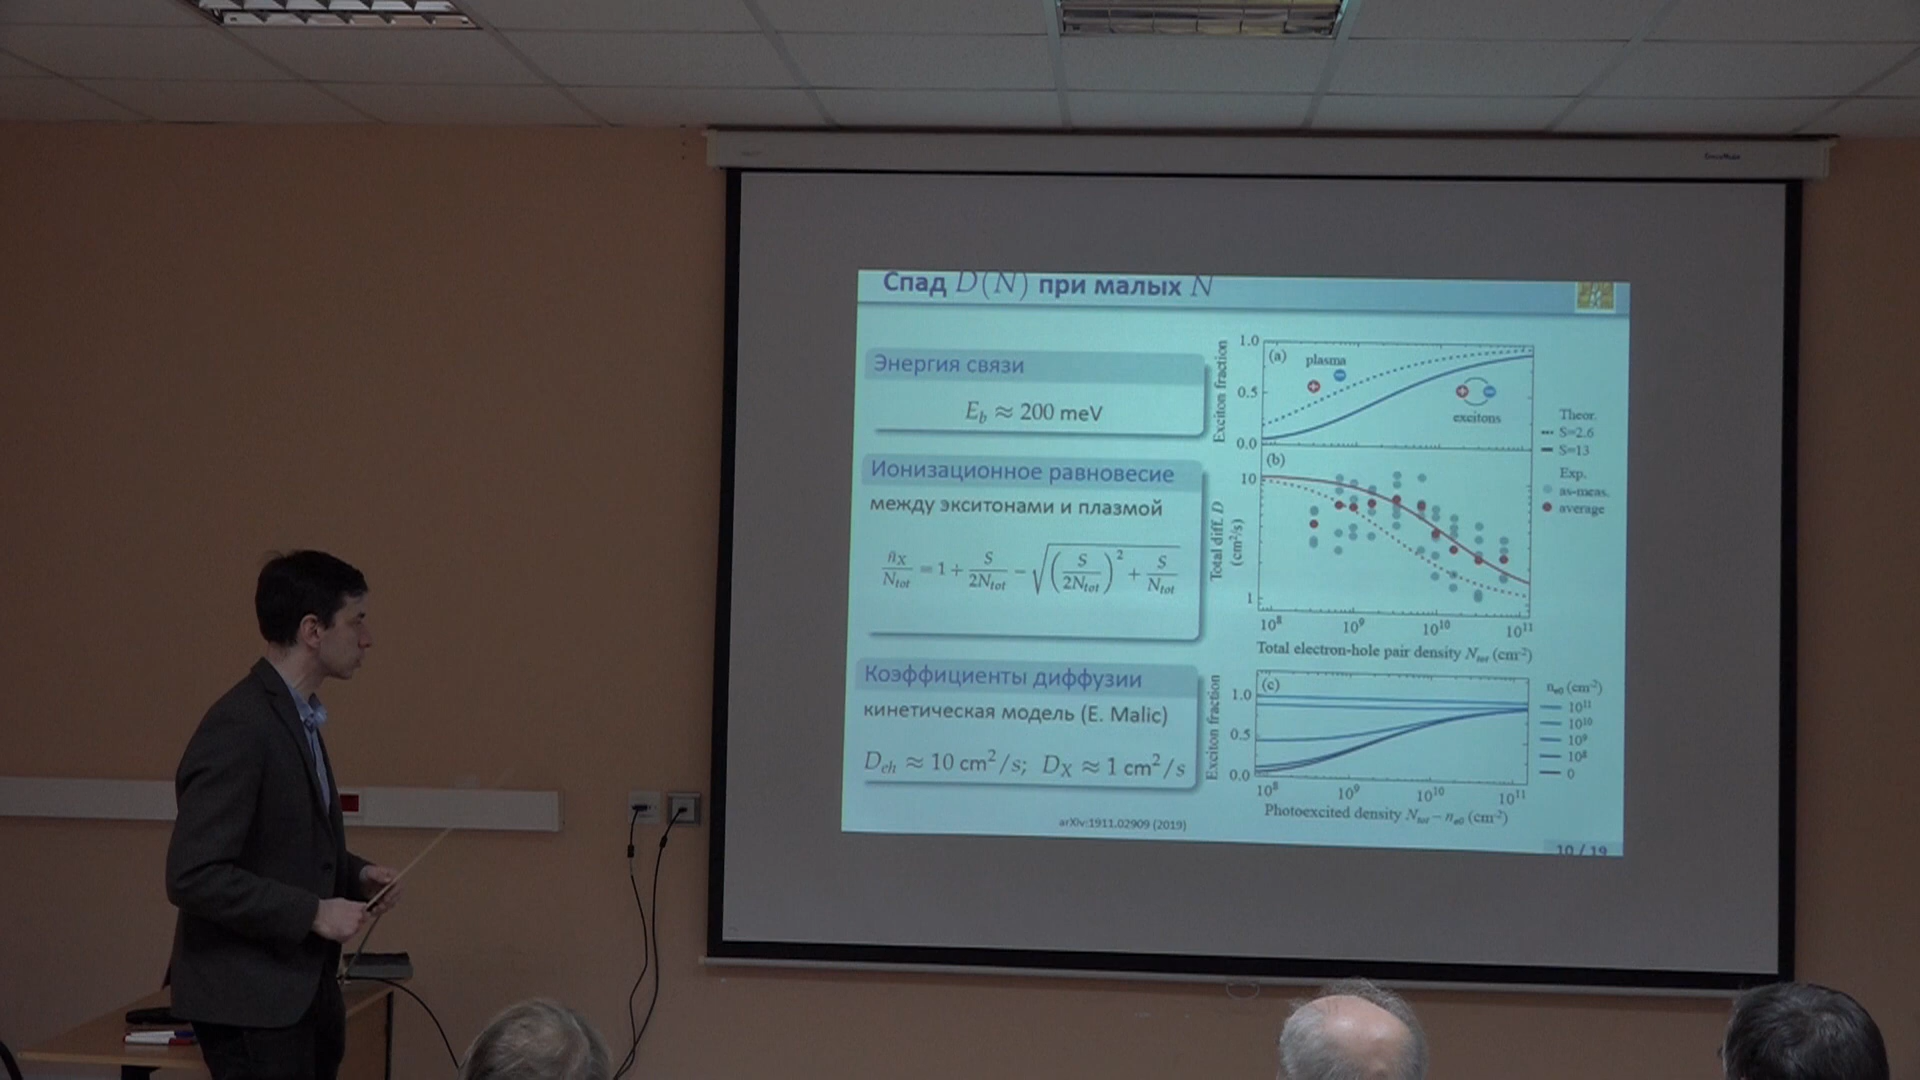 Спад D(N) при малых N
Энергия связи
E_b ≈ 200 meV
Ионизационное равновесие
между экситонами и плазмой
n̄_X/N_tot = 1 + S/2N_tot − √((S/2N_tot)² + S/N_tot)
Коэффициенты диффузии
кинетическая модель (E. Malic)
D_eh ≈ 10 cm²/s; D_X ≈ 1 cm²/s
arXiv:1911.02909 (2019)
Exciton fraction
1.0
0.5
0.0
(a)
plasma
+
−
+
−
excitons
Theor.
S=2.6
S=13
Exp.
as-meas.
average
(b)
Total diff. D
(cm²/s)
10
1
10⁸ 10⁹ 10¹⁰ 10¹¹
Total electron-hole pair density N_tot (cm⁻²)
Exciton fraction
1.0
0.5
0.0
(c)
n_e0 (cm⁻²)
10¹¹
10¹⁰
10⁹
10⁸
0
10⁸ 10⁹ 10¹⁰ 10¹¹
Photoexcited density N_tot − n_e0 (cm⁻²)
10 / 19